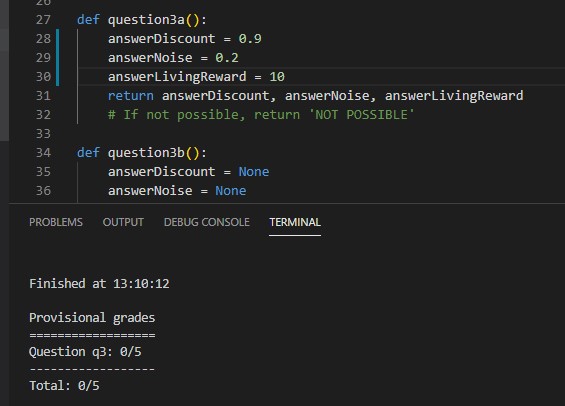 27 def question3a():
28 answerDiscount = 0.9
29 answerNoise = 0.2
30 answerLivingReward = 10
31 return answerDiscount, answerNoise, answerLivingReward
32 # If not possible, return 'NOT POSSIBLE'
33
34 def question3b():
35 answerDiscount = None
36 answerNoise = None
PROBLEMS OUTPUT DEBUG CONSOLE TERMINAL
Finished at 13:10:12
Provisional grades
==================
Question q3: 0/5
------------------
Total: 0/5